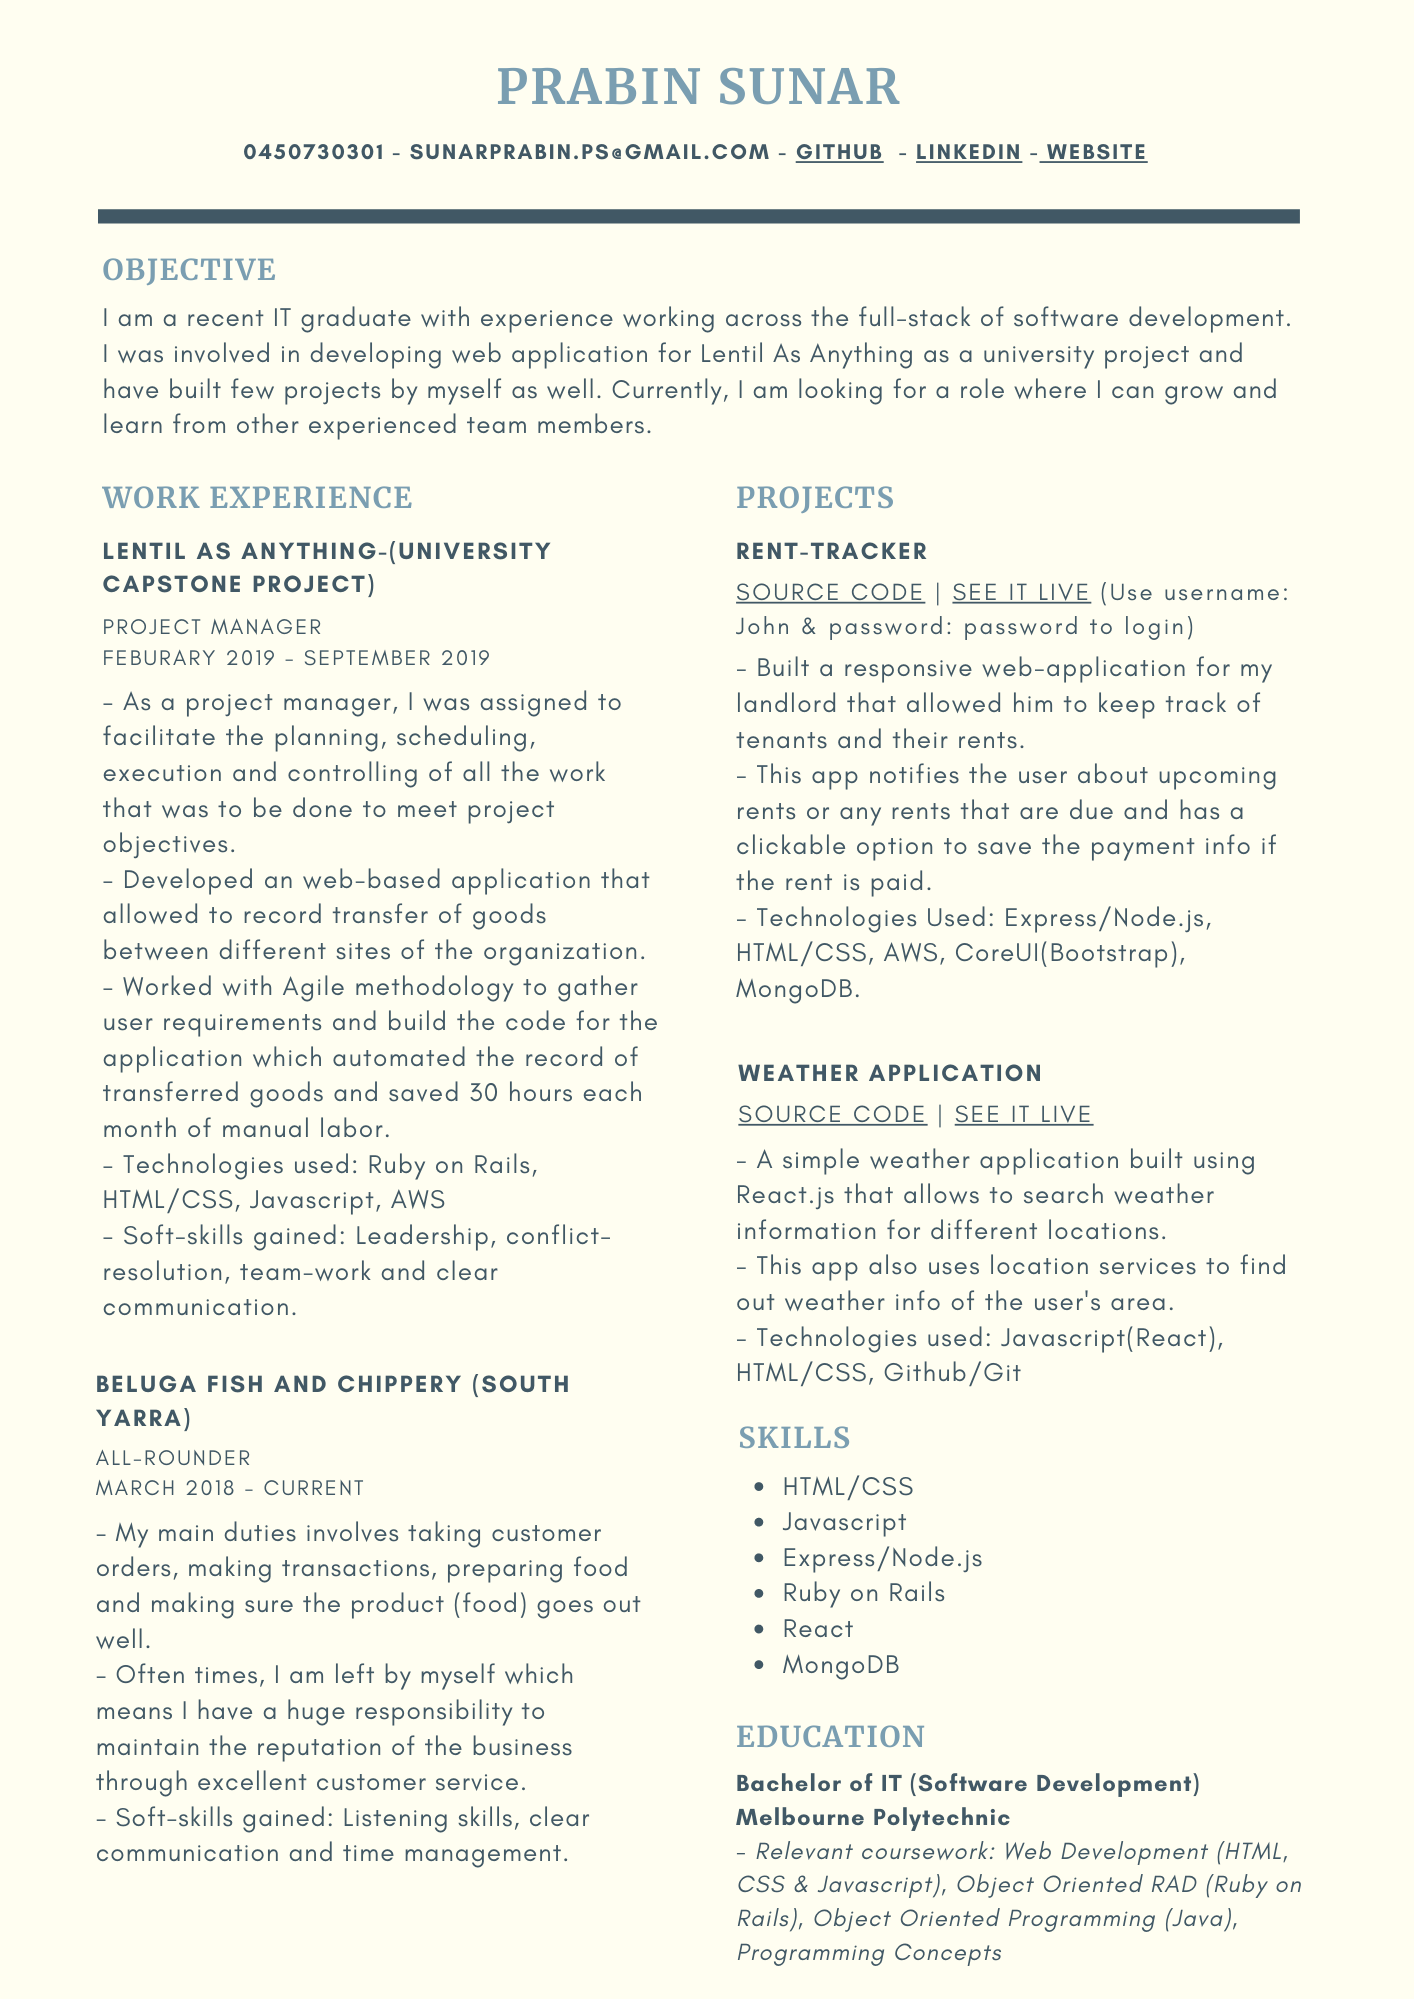 PRABIN SUNAR
0450730301 - SUNARPRABIN.PS@GMAIL.COM - GITHUB - LINKEDIN - WEBSITE
OBJECTIVE
I am a recent IT graduate with experience working across the full-stack of software development.
I was involved in developing web application for Lentil As Anything as a university project and
have built few projects by myself as well. Currently, I am looking for a role where I can grow and
learn from other experienced team members.
WORK EXPERIENCE
LENTIL AS ANYTHING-(UNIVERSITY
CAPSTONE PROJECT)
PROJECT MANAGER
FEBURARY 2019 - SEPTEMBER 2019
- As a project manager, I was assigned to
facilitate the planning, scheduling,
execution and controlling of all the work
that was to be done to meet project
objectives.
- Developed an web-based application that
allowed to record transfer of goods
between different sites of the organization.
- Worked with Agile methodology to gather
user requirements and build the code for the
application which automated the record of
transferred goods and saved 30 hours each
month of manual labor.
- Technologies used: Ruby on Rails,
HTML/CSS, Javascript, AWS
- Soft-skills gained: Leadership, conflict-
resolution, team-work and clear
communication.
BELUGA FISH AND CHIPPERY (SOUTH
YARRA)
ALL-ROUNDER
MARCH 2018 - CURRENT
- My main duties involves taking customer
orders, making transactions, preparing food
and making sure the product (food) goes out
well.
- Often times, I am left by myself which
means I have a huge responsibility to
maintain the reputation of the business
through excellent customer service.
- Soft-skills gained: Listening skills, clear
communication and time management.
PROJECTS
RENT-TRACKER
SOURCE CODE | SEE IT LIVE (Use username:
John & password: password to login)
- Built a responsive web-application for my
landlord that allowed him to keep track of
tenants and their rents.
- This app notifies the user about upcoming
rents or any rents that are due and has a
clickable option to save the payment info if
the rent is paid.
- Technologies Used: Express/Node.js,
HTML/CSS, AWS, CoreUI(Bootstrap),
MongoDB.
WEATHER APPLICATION
SOURCE CODE | SEE IT LIVE
- A simple weather application built using
React.js that allows to search weather
information for different locations.
- This app also uses location services to find
out weather info of the user's area.
- Technologies used: Javascript(React),
HTML/CSS, Github/Git
SKILLS
• HTML/CSS
• Javascript
• Express/Node.js
• Ruby on Rails
• React
• MongoDB
EDUCATION
Bachelor of IT (Software Development)
Melbourne Polytechnic
- Relevant coursework: Web Development (HTML,
CSS & Javascript), Object Oriented RAD (Ruby on
Rails), Object Oriented Programming (Java),
Programming Concepts